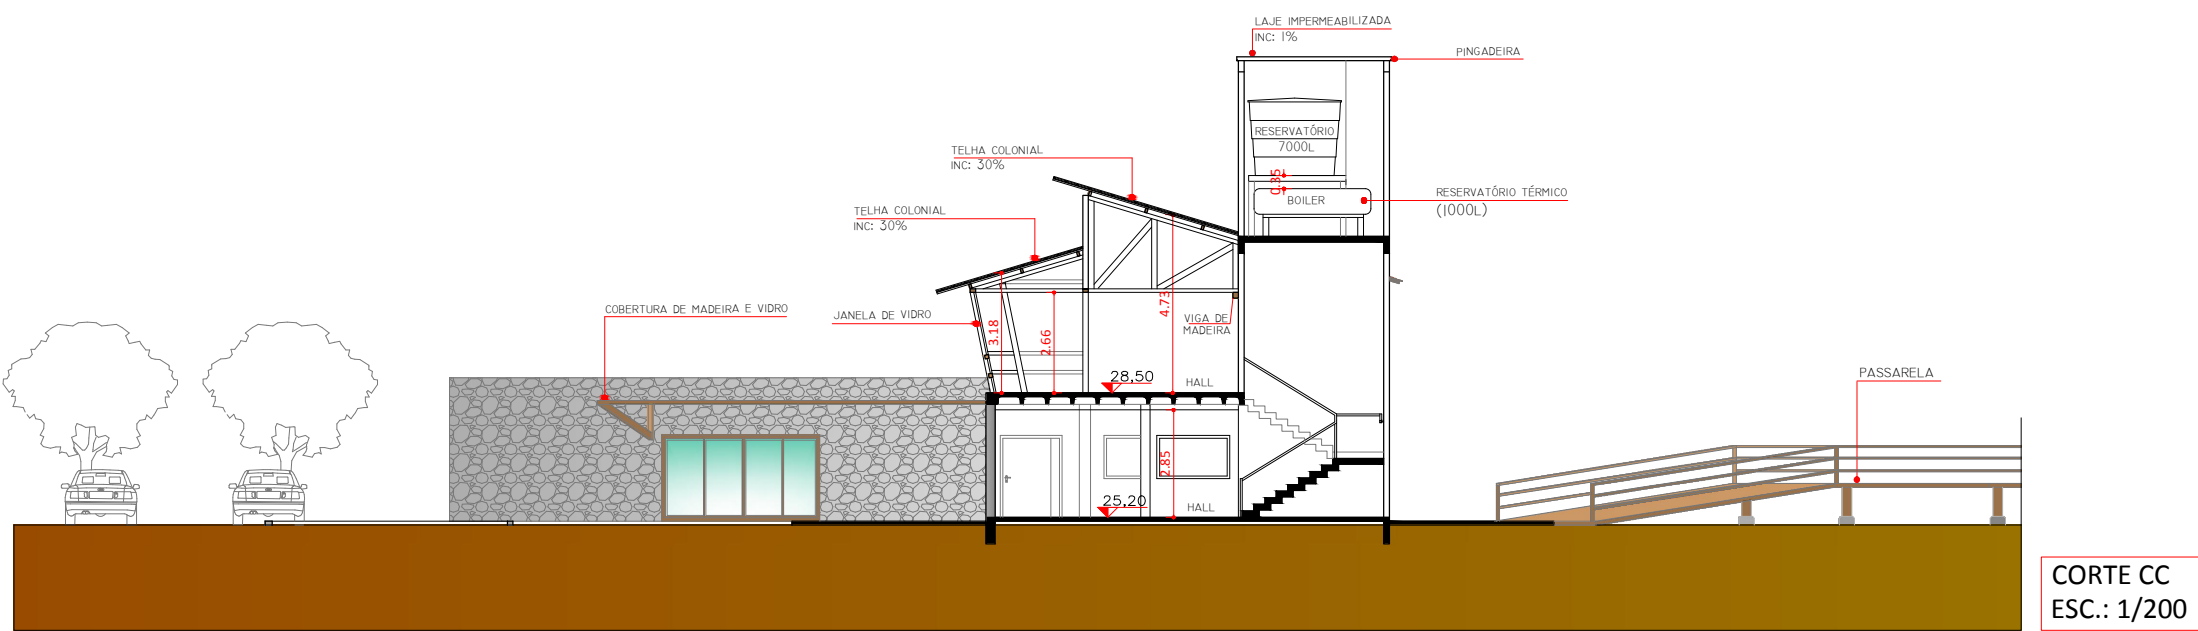 LAJE IMPERMEABILIZADA
INC: 1%
PINGADEIRA
RESERVATÓRIO
7000L
TELHA COLONIAL
INC: 30%
0.35
BOILER
RESERVATÓRIO TÉRMICO
(1000L)
TELHA COLONIAL
INC: 30%
COBERTURA DE MADEIRA E VIDRO
JANELA DE VIDRO
3.18
2.66
4.73
VIGA DE
MADEIRA
28,50
HALL
PASSARELA
2.85
25,20
HALL
CORTE CC
ESC.: 1/200